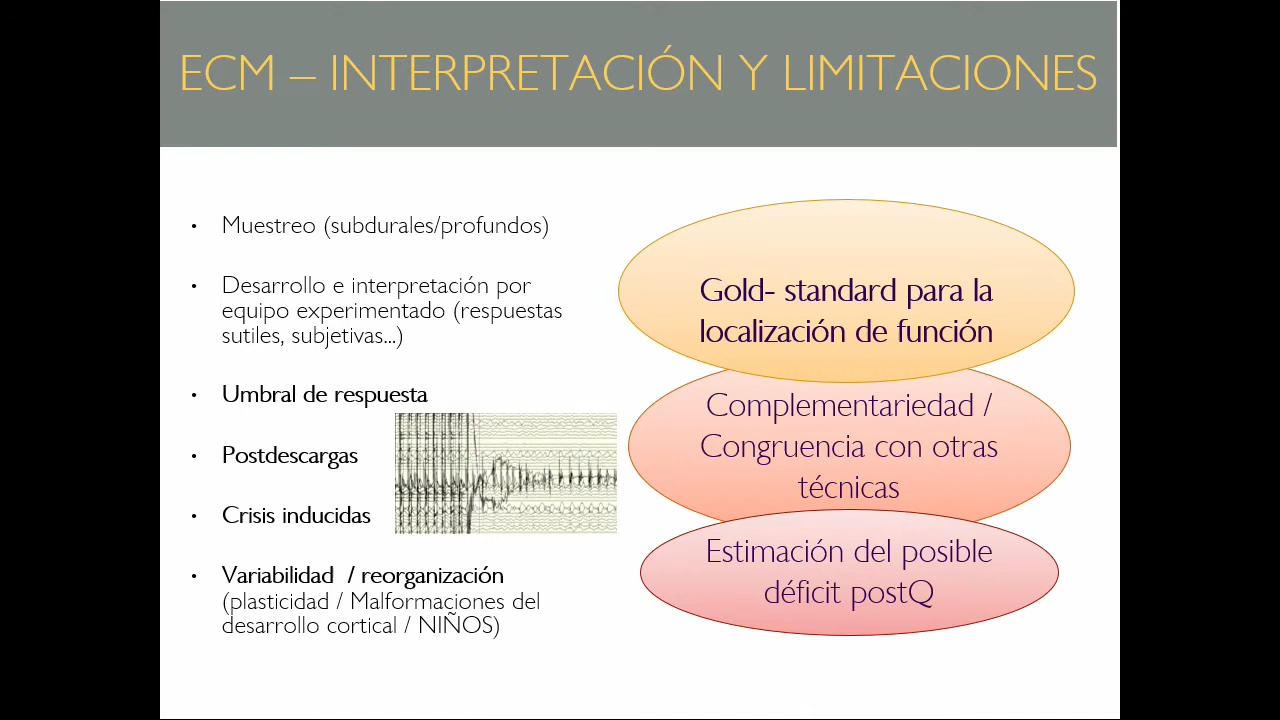 ECM – INTERPRETACIÓN Y LIMITACIONES
• Muestreo (subdurales/profundos)
• Desarrollo e interpretación por
equipo experimentado (respuestas
sutiles, subjetivas...)
• Umbral de respuesta
• Postdescargas
• Crisis inducidas
• Variabilidad / reorganización
(plasticidad / Malformaciones del
desarrollo cortical / NIÑOS)
Gold- standard para la
localización de función
Complementariedad /
Congruencia con otras
técnicas
Estimación del posible
déficit postQ